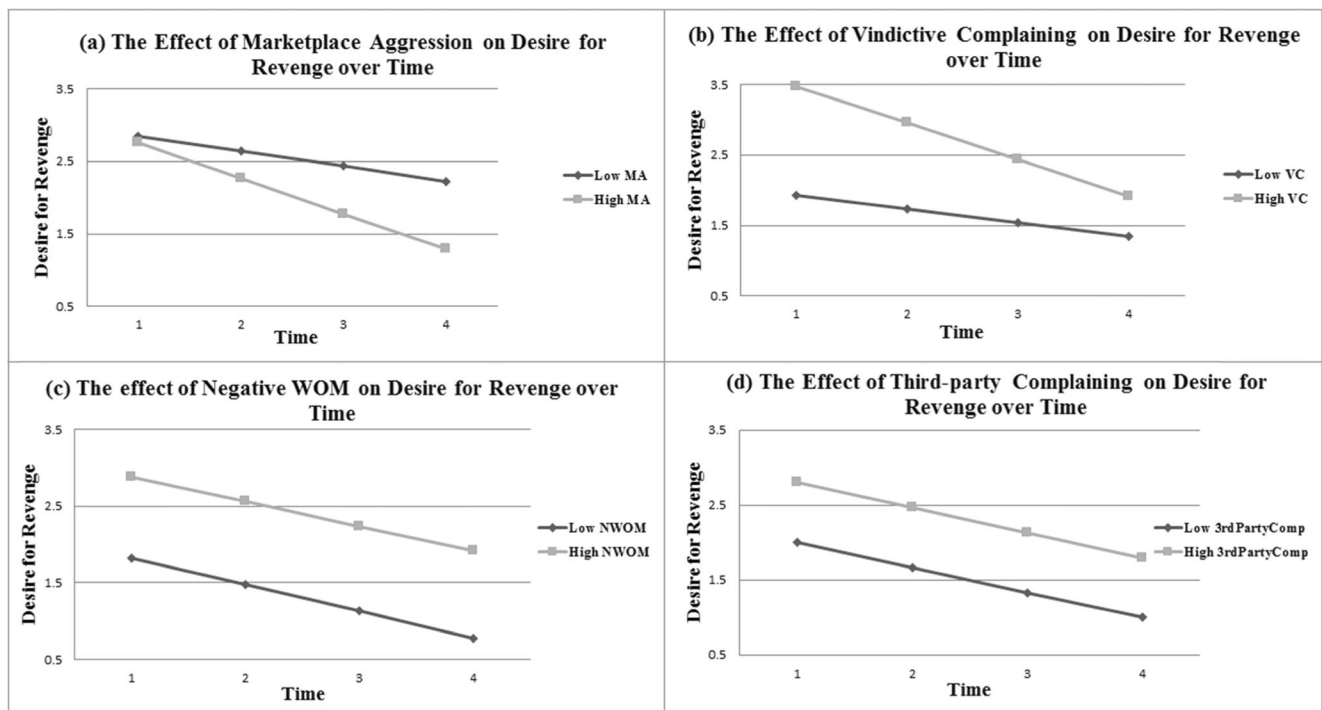 (a) The Effect of Marketplace Aggression on Desire for
Revenge over Time
3.5
2.5
1.5
0.5
Desire for Revenge
1 2 3 4
Time
Low MA
High MA
(b) The Effect of Vindictive Complaining on Desire for Revenge
over Time
3.5
2.5
1.5
0.5
Desire for Revenge
1 2 3 4
Time
Low VC
High VC
(c) The effect of Negative WOM on Desire for Revenge over
Time
3.5
2.5
1.5
0.5
Desire for Revenge
1 2 3 4
Time
Low NWOM
High NWOM
(d) The Effect of Third-party Complaining on Desire for
Revenge over Time
3.5
2.5
1.5
0.5
Desire for Revenge
1 2 3 4
Time
Low 3rdPartyComp
High 3rdPartyComp